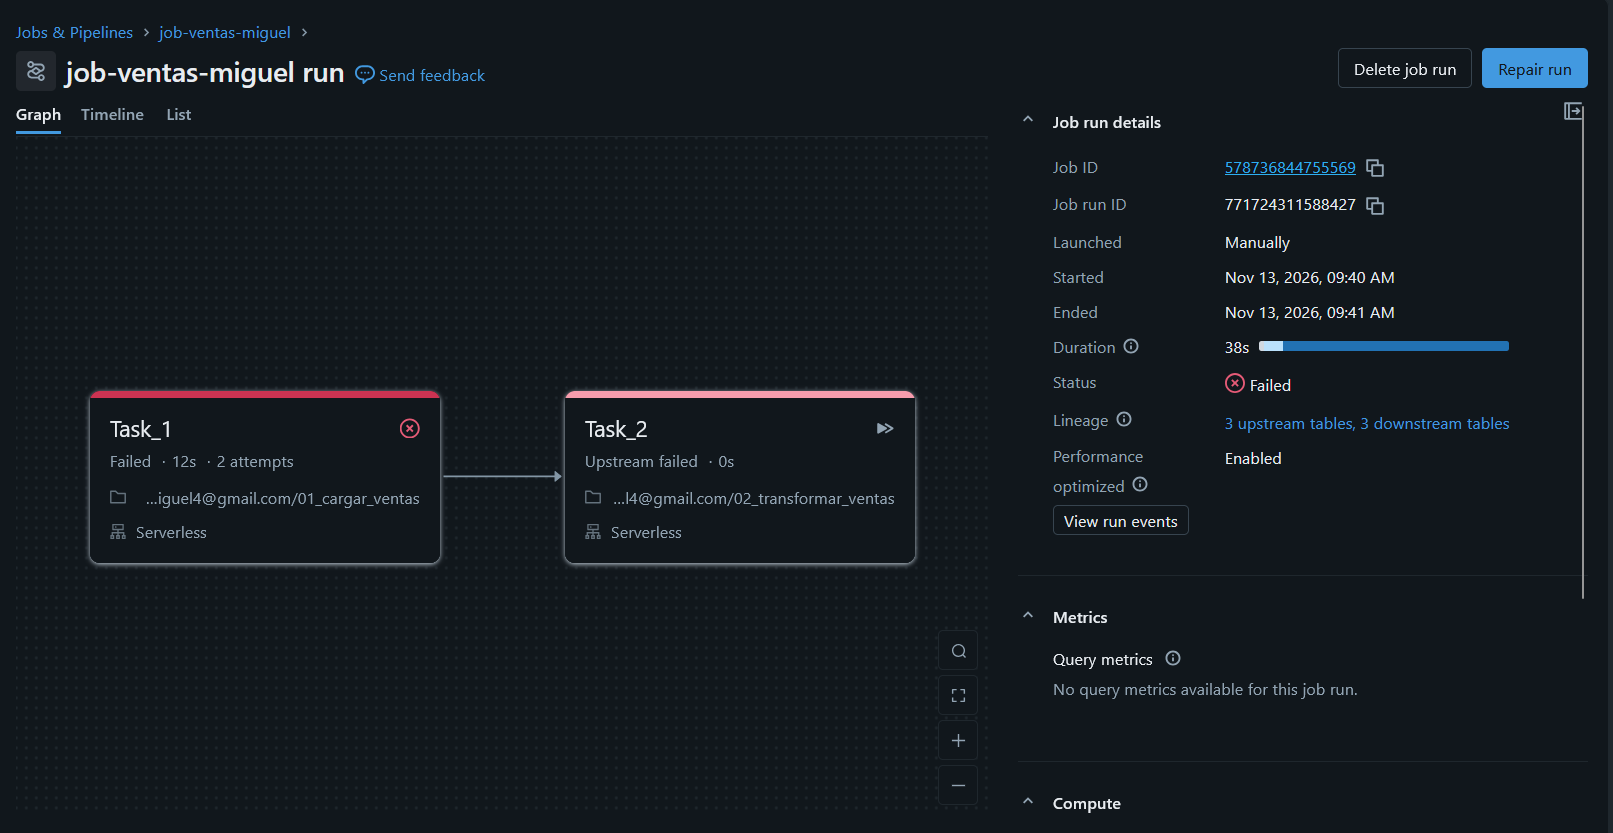 Jobs & Pipelines > job-ventas-miguel >
job-ventas-miguel run Send feedback
Delete job run Repair run
Graph Timeline List
Task_1
Failed · 12s · 2 attempts
...iguel4@gmail.com/01_cargar_ventas
Serverless
Task_2
Upstream failed · 0s
...l4@gmail.com/02_transformar_ventas
Serverless
Job run details
Job ID 578736844755569
Job run ID 771724311588427
Launched Manually
Started Nov 13, 2026, 09:40 AM
Ended Nov 13, 2026, 09:41 AM
Duration 38s
Status Failed
Lineage 3 upstream tables, 3 downstream tables
Performance optimized Enabled
View run events
Metrics
Query metrics
No query metrics available for this job run.
Compute